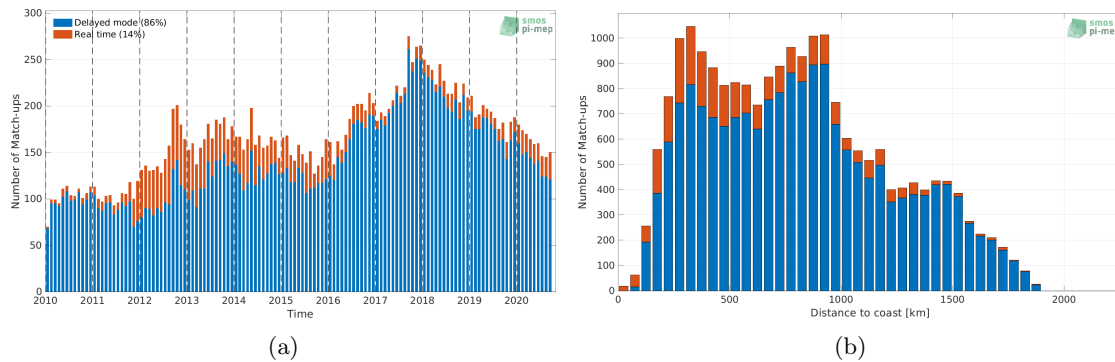 Delayed mode (86%)
Real time (14%)
smos
pi-mep
300
250
200
150
100
50
0
Number of Match-ups
2010 2011 2012 2013 2014 2015 2016 2017 2018 2019 2020
Time
(a)
smos
pi-mep
1000
900
800
700
600
500
400
300
200
100
0
Number of Match-ups
0 500 1000 1500 2000
Distance to coast [km]
(b)